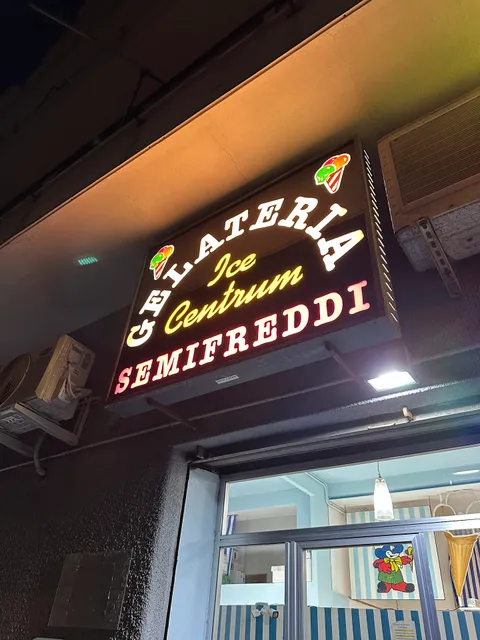 GELATERIA
Ice
Centrum
SEMIFREDDI